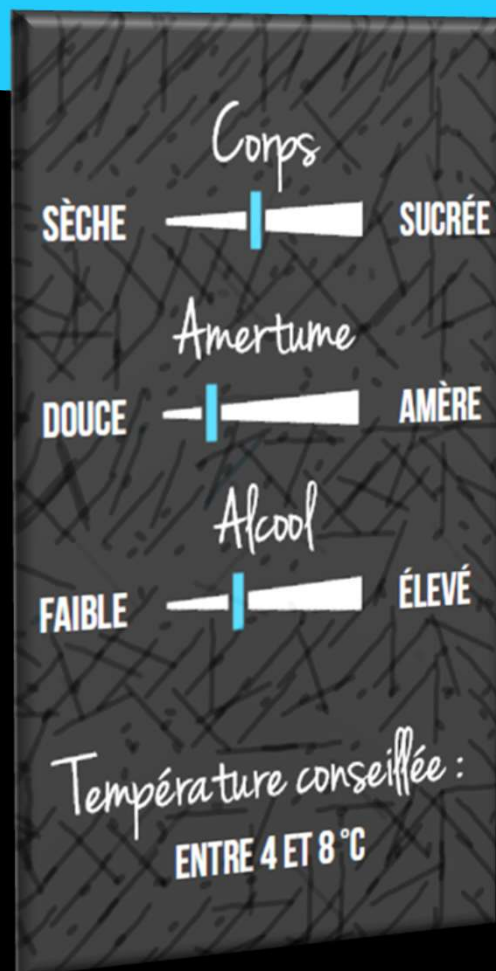 Corps
SÈCHE SUCRÉE
Amertume
DOUCE AMÈRE
Alcool
FAIBLE ÉLEVÉ
Température conseillée :
ENTRE 4 ET 8 °C